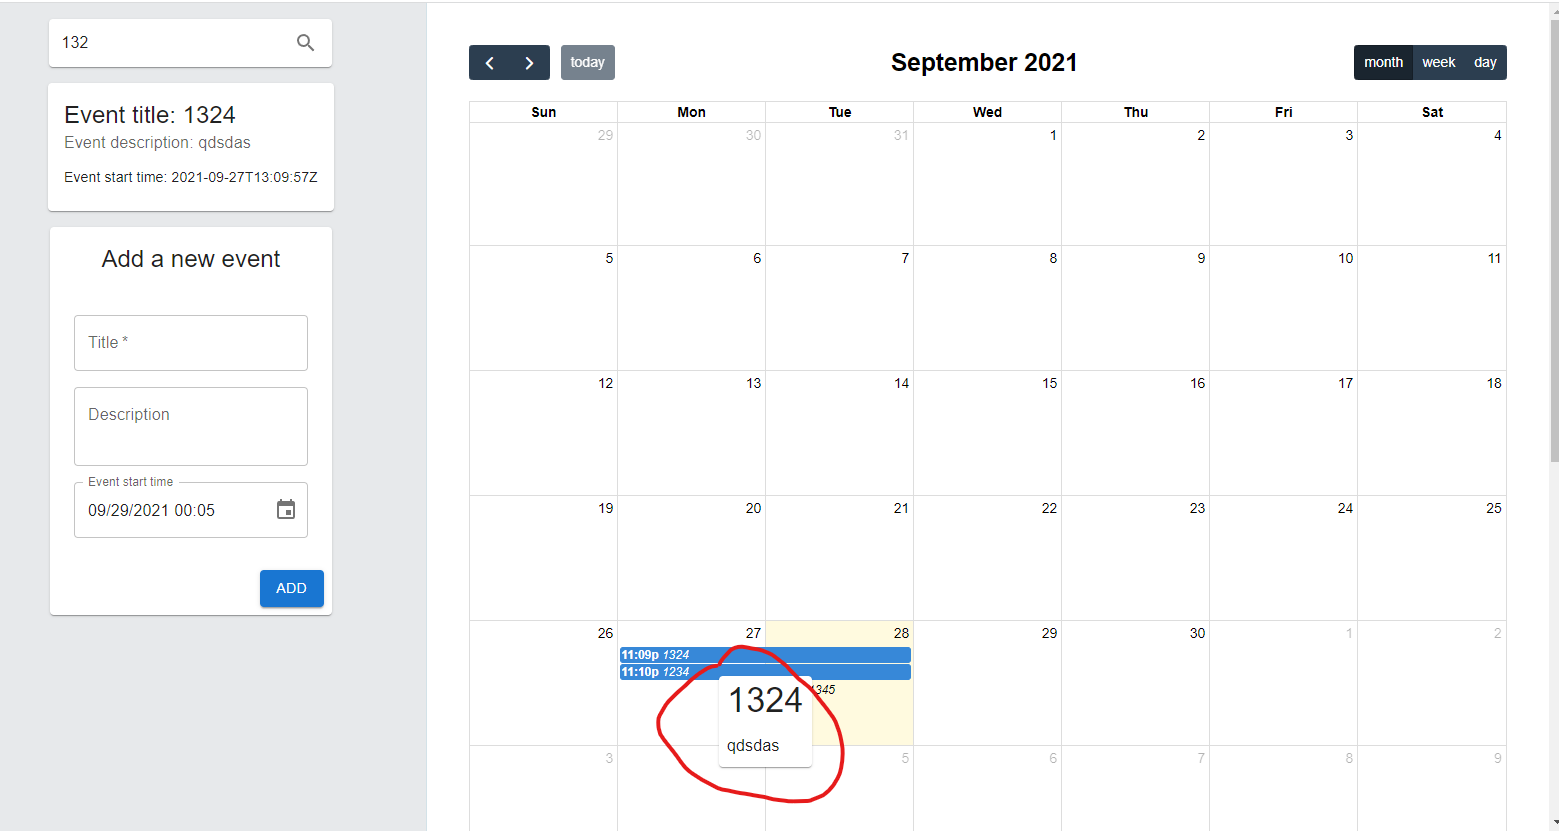 132
Event title: 1324
Event description: qdsdas
Event start time: 2021-09-27T13:09:57Z
Add a new event
Title *
Description
Event start time
09/29/2021 00:05
ADD
today
September 2021
month week day
Sun Mon Tue Wed Thu Fri Sat
29 30 31 1 2 3 4
5 6 7 8 9 10 11
12 13 14 15 16 17 18
19 20 21 22 23 24 25
26 27 28 29 30 1 2
11:09p 1324
11:10p 1234
1345
1324
qdsdas
3 5 6 7 8 9